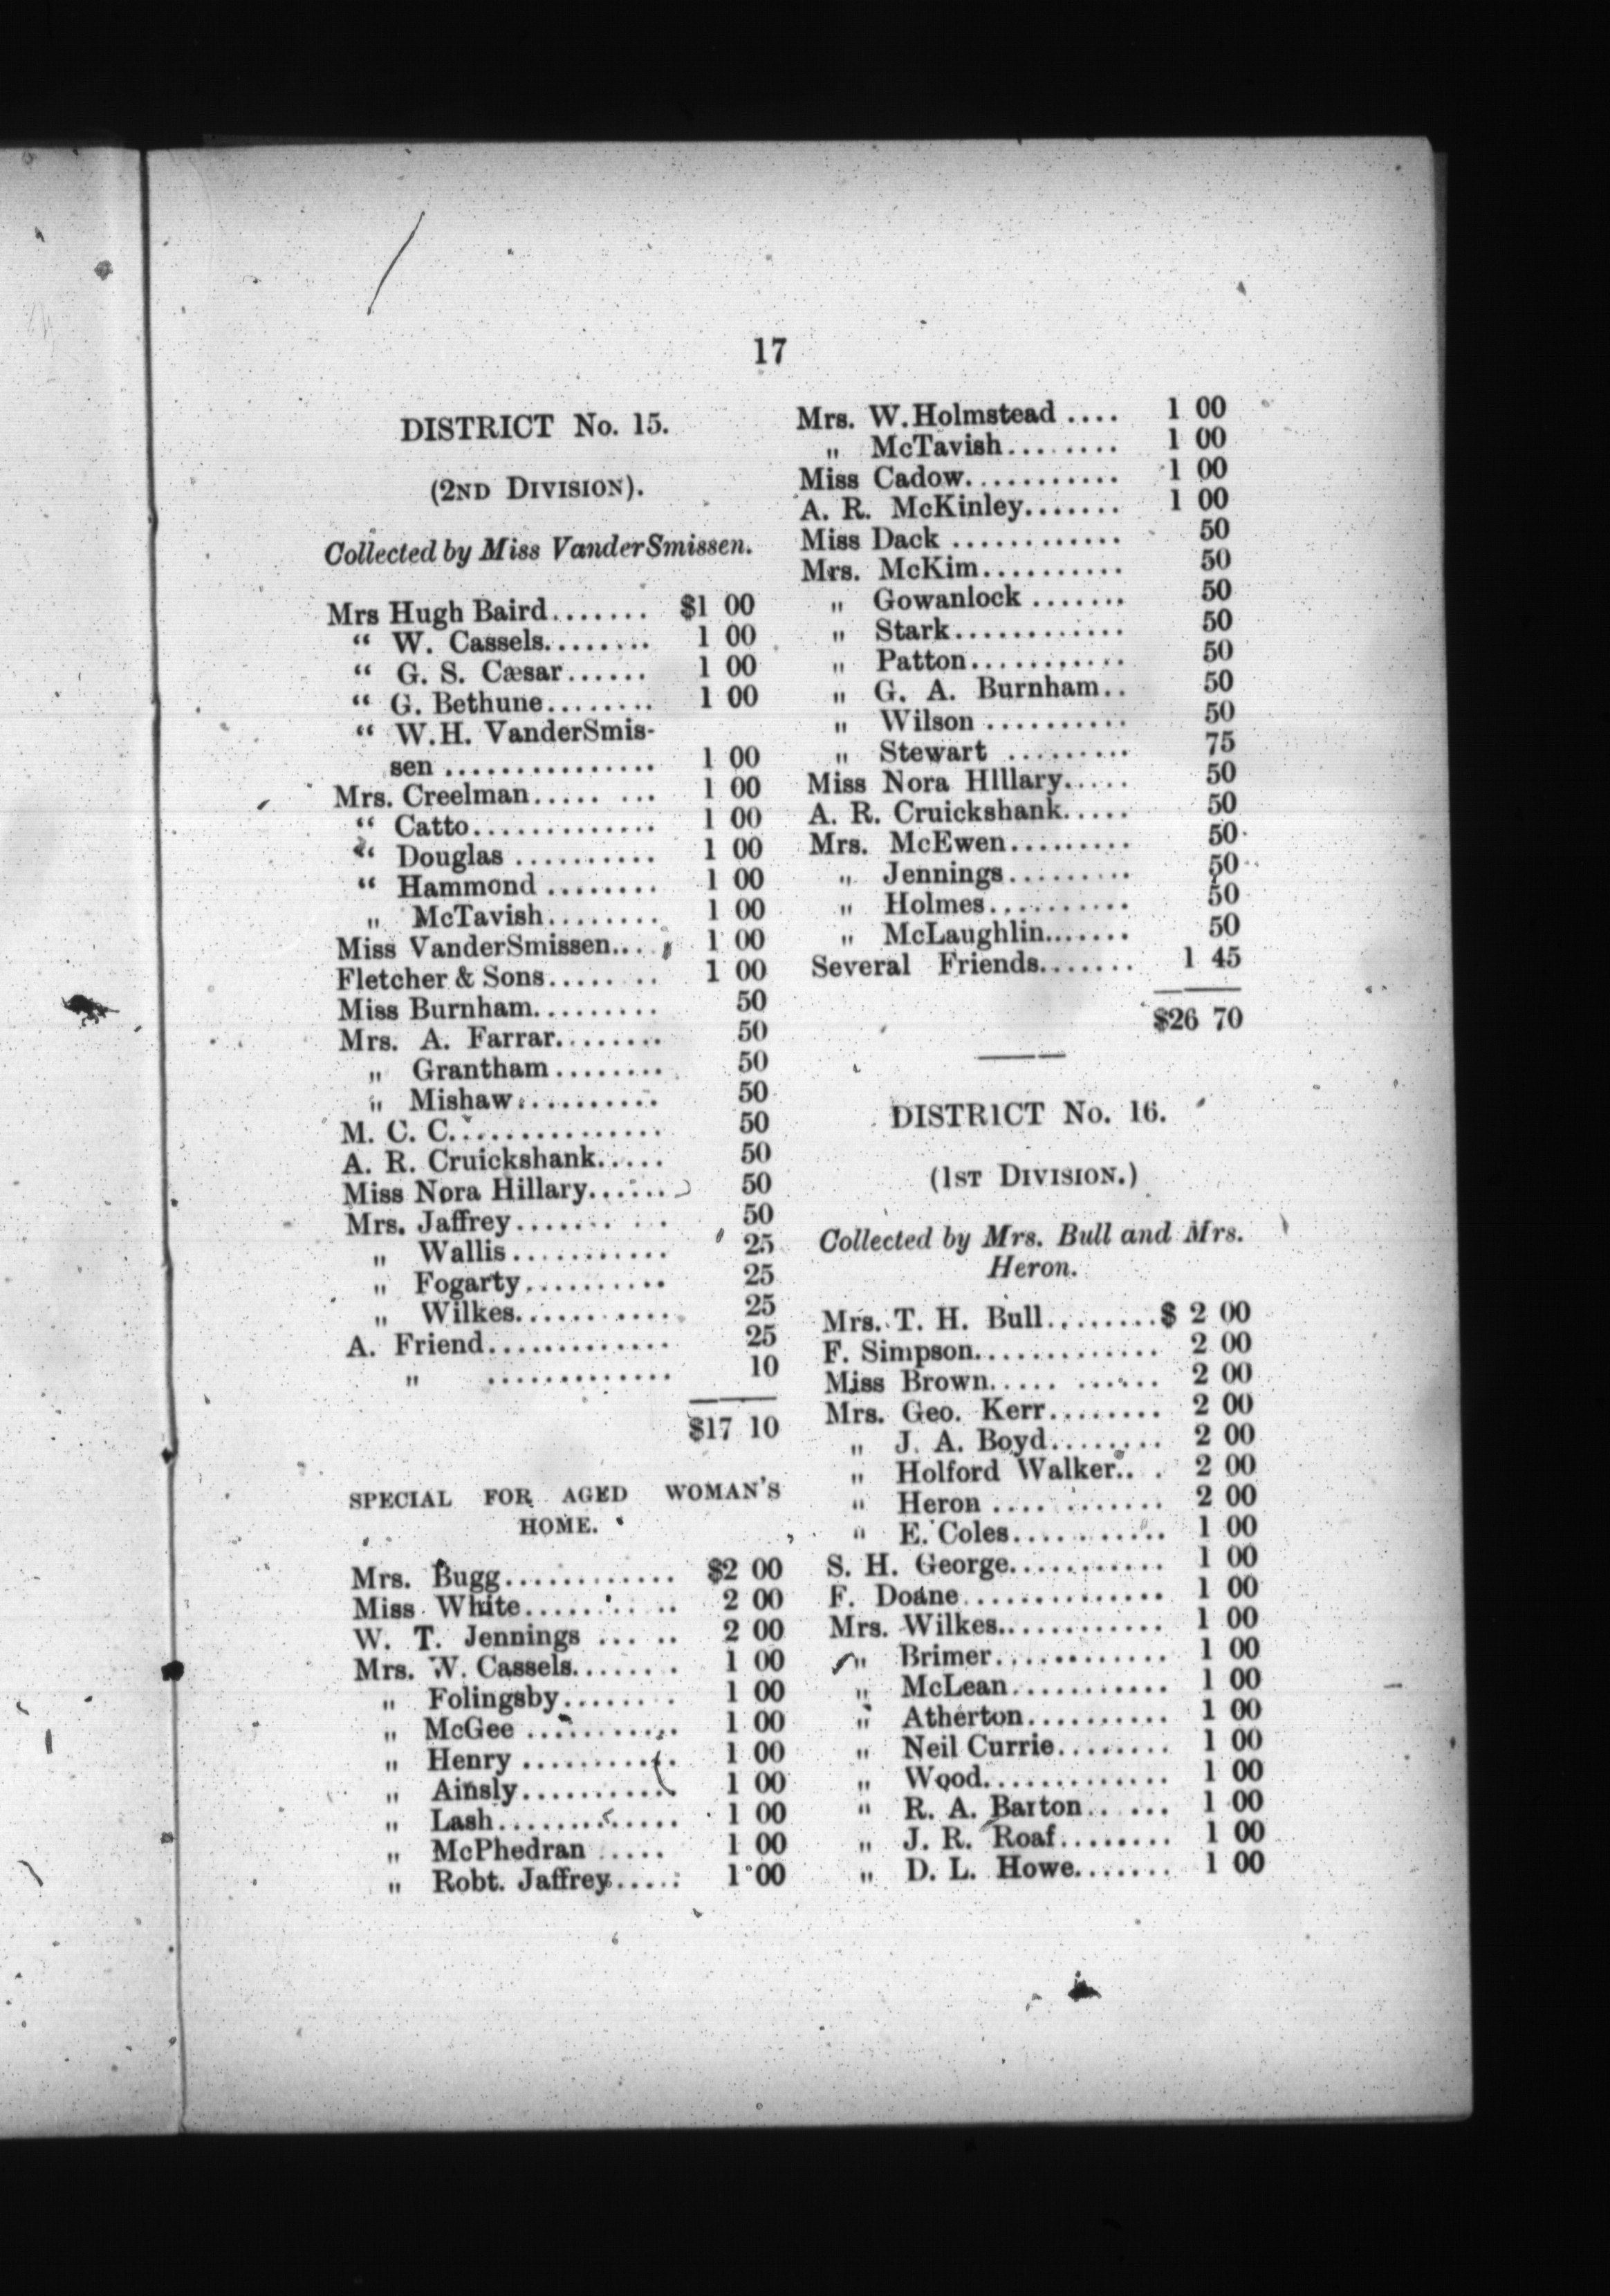 17
DISTRICT No. 15.
(2ND DIVISION).
Collected by Miss VanderSmissen.
Mrs Hugh Baird....... $1 00
“ W. Cassels........ 1 00
“ G. S. Cæsar...... 1 00
“ G. Bethune........ 1 00
“ W.H. VanderSmis-
sen ............... 1 00
Mrs. Creelman..... ... 1 00
“ Catto............. 1 00
“ Douglas .......... 1 00
“ Hammond ........ 1 00
„ McTavish........ 1 00
Miss VanderSmissen... 1 00
Fletcher & Sons........ 1 00
Miss Burnham......... 50
Mrs. A. Farrar........ 50
„ Grantham ........ 50
„ Mishaw.......... 50
M. C. C............... 50
A. R. Cruickshank..... 50
Miss Nora Hillary...... 50
Mrs. Jaffrey....... . . . 50
„ Wallis........... 25
„ Fogarty.......... 25
„ Wilkes........... 25
A. Friend............. 25
„ ............. 10
$17 10
SPECIAL FOR AGED WOMAN'S
HOME.
Mrs. Bugg............ $2 00
Miss White........... 2 00
W. T. Jennings ... .. 2 00
Mrs. W. Cassels....... 1 00
„ Folingsby........ 1 00
„ McGee ........... 1 00
„ Henry ........... 1 00
„ Ainsly........... 1 00
„ Lash............. 1 00
„ McPhedran ..... 1 00
„ Robt. Jaffrey..... 1 00
Mrs. W. Holmstead .... 1 00
„ McTavish........ 1 00
Miss Cadow........... 1 00
A. R. McKinley....... 1 00
Miss Dack ............ 50
Mrs. McKim.......... 50
„ Gowanlock ....... 50
„ Stark............ 50
„ Patton........... 50
„ G. A. Burnham.. 50
„ Wilson .......... 50
„ Stewart ......... 75
Miss Nora HIllary..... 50
A. R. Cruickshank..... 50
Mrs. McEwen......... 50
„ Jennings......... 50
„ Holmes.......... 50
„ McLaughlin....... 50
Several Friends....... 1 45
$26 70
DISTR1CT No. 16.
(1ST DIVISION.)
Collected by Mrs. Bull and Mrs.
Heron.
Mrs. T. H. Bull........ $ 2 00
F. Simpson............. 2 00
Miss Brown..... ...... 2 00
Mrs. Geo. Kerr........ 2 00
„ J. A. Boyd........ 2 00
„ Holford Walker.. . 2 00
„ Heron ............ 2 00
„ E. Coles........... 1 00
S. H. George........... 1 00
F. Doane.............. 1 00
Mrs. Wilkes............ 1 00
„ Brimer............ 1 00
„ McLean........... 1 00
„ Atherton.......... 1 00
„ Neil Currie........ 1 00
„ Wood............. 1 00
„ R. A. Barton.. ... 1 00
„ J. R. Roaf........ 1 00
„ D. L. Howe....... 1 00